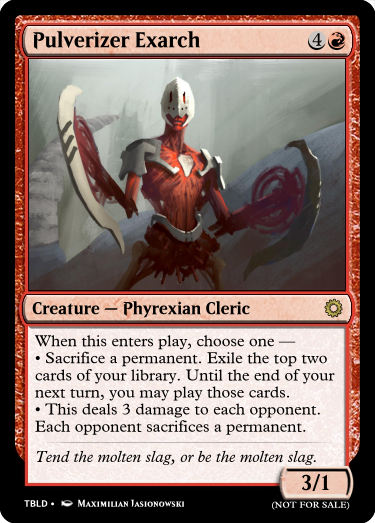 Pulverizer Exarch 4
Creature — Phyrexian Cleric
When this enters play, choose one —
• Sacrifice a permanent. Exile the top two
cards of your library. Until the end of your
next turn, you may play those cards.
• This deals 3 damage to each opponent.
Each opponent sacrifices a permanent.
Tend the molten slag, or be the molten slag.
3/1
TBLD • Maximilian Jasionowski
(NOT FOR SALE)